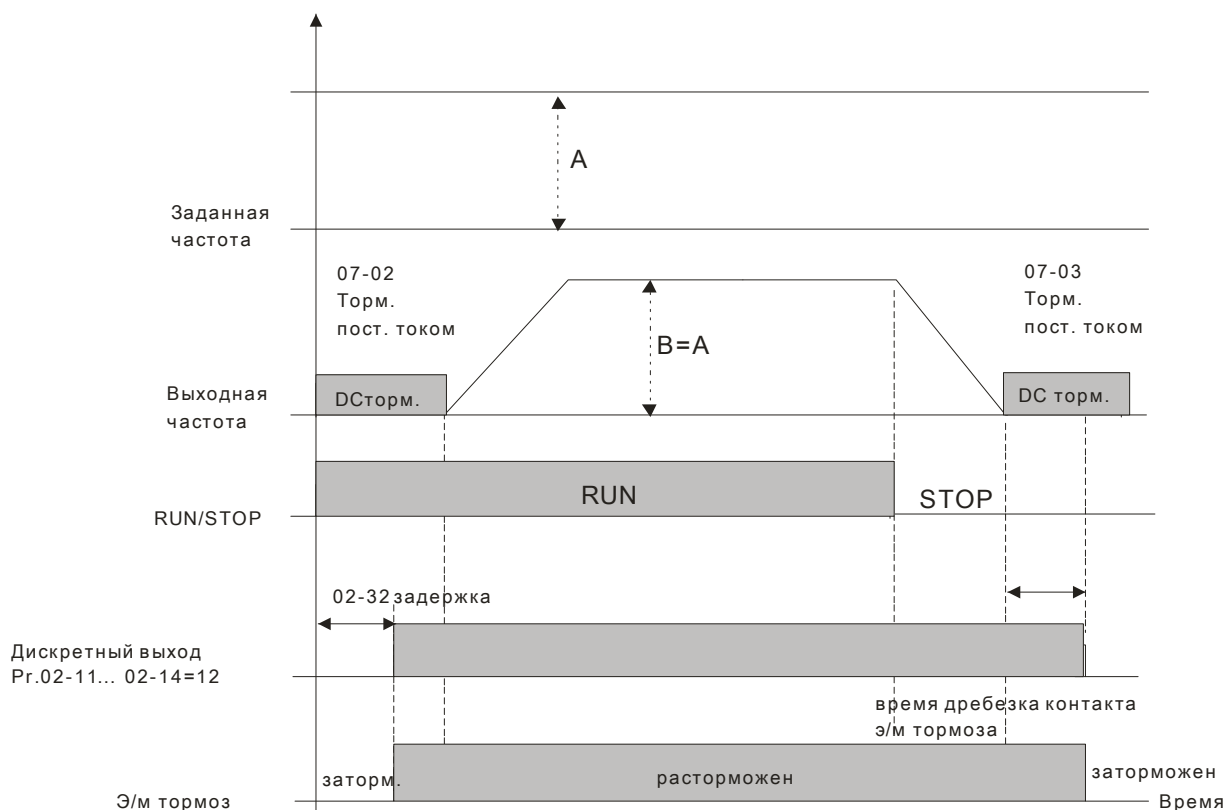 A
Заданная
частота
07-02
Торм.
пост. током
07-03
Торм.
пост. током
B=A
Выходная
частота
DCторм.
DC торм.
RUN
STOP
RUN/STOP
02-32 задержка
Дискретный выход
Pr.02-11... 02-14=12
время дребезка контакта
э/м тормоза
заторм.
расторможен
заторможен
Э/м тормоз
Время